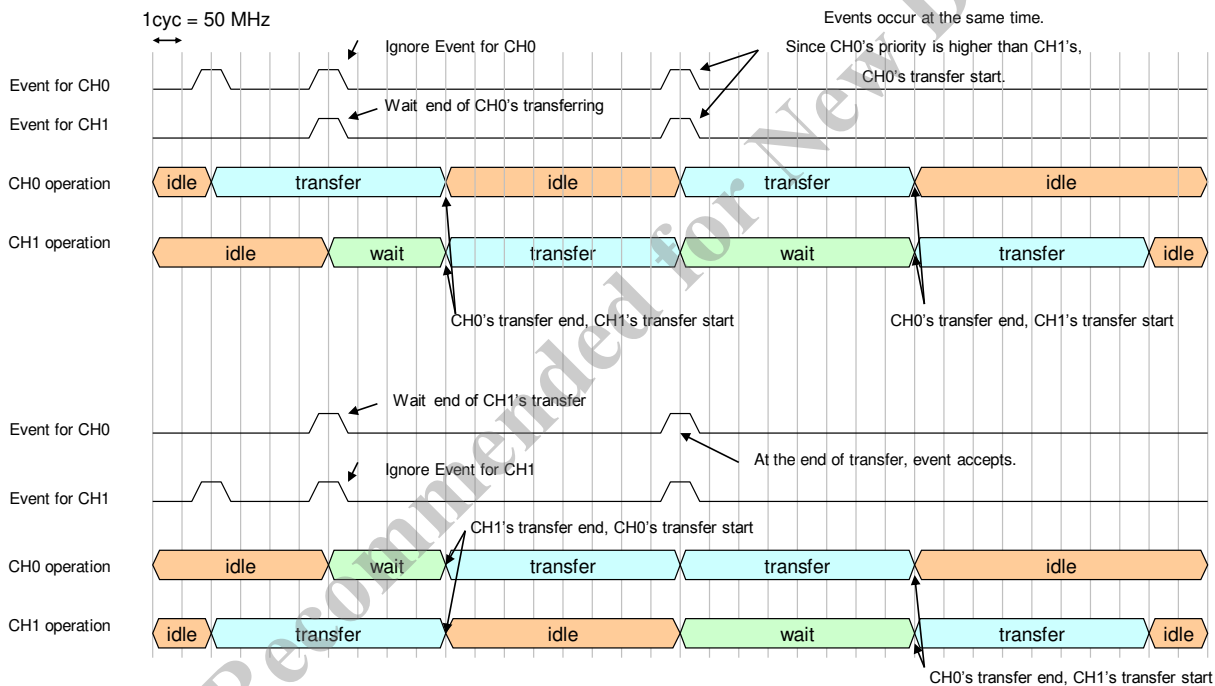 1cyc = 50 MHz
Events occur at the same time.
Ignore Event for CH0
Since CH0's priority is higher than CH1's,
CH0's transfer start.
Event for CH0
Wait end of CH0's transferring
Event for CH1
CH0 operation
idle
transfer
idle
transfer
idle
CH1 operation
idle
wait
transfer
wait
transfer
idle
CH0's transfer end, CH1's transfer start
CH0's transfer end, CH1's transfer start
Wait end of CH1's transfer
Event for CH0
At the end of transfer, event accepts.
Ignore Event for CH1
Event for CH1
CH1's transfer end, CH0's transfer start
CH0 operation
idle
wait
transfer
transfer
idle
CH1 operation
idle
transfer
idle
wait
transfer
idle
CH0's transfer end, CH1's transfer start
Recommended for New